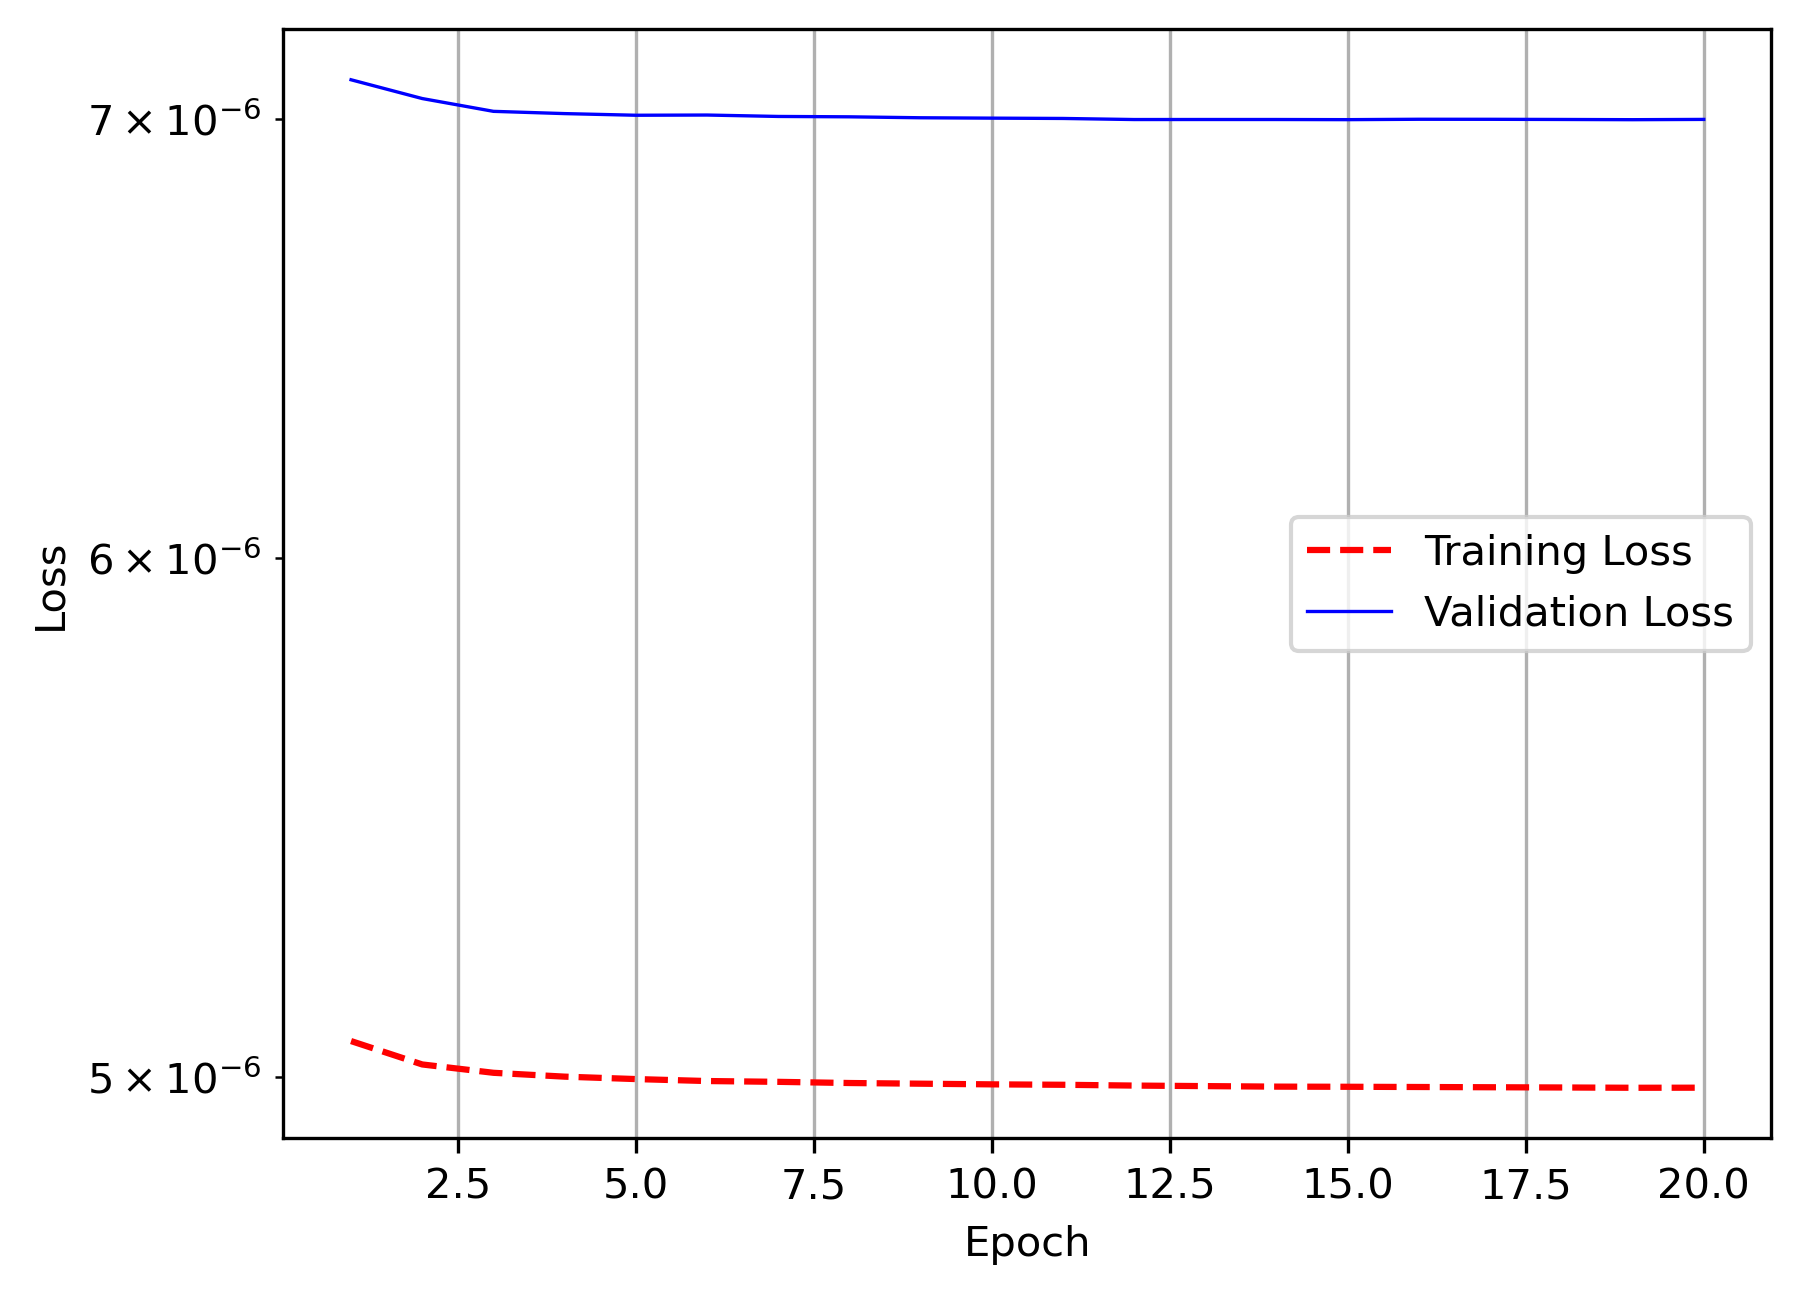 7 × 10⁻⁶
6 × 10⁻⁶
5 × 10⁻⁶
Loss
Training Loss
Validation Loss
2.5 5.0 7.5 10.0 12.5 15.0 17.5 20.0
Epoch